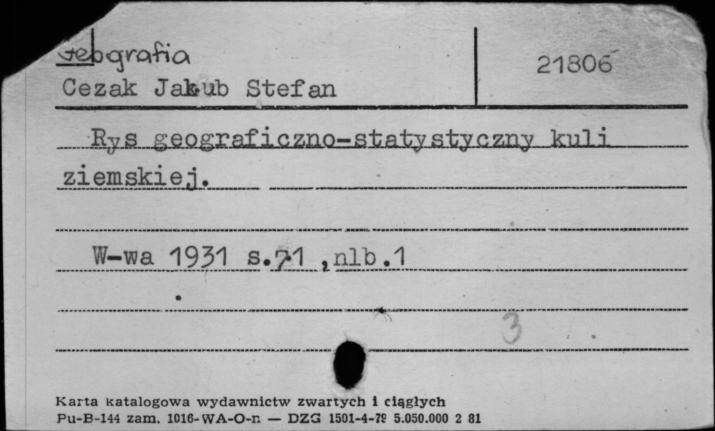 Geografia
21806
Cezak Jakub Stefan
Rys geograficzno-statystyczny kuli
ziemskiej.
W-wa 1931 s.71 ,nlb.1
3
Karta katalogowa wydawnictw zwartych i ciągłych
Pu-B-144 zam. 1016-WA-O-n — DZG 1501-4-79 5.050.000 2 81